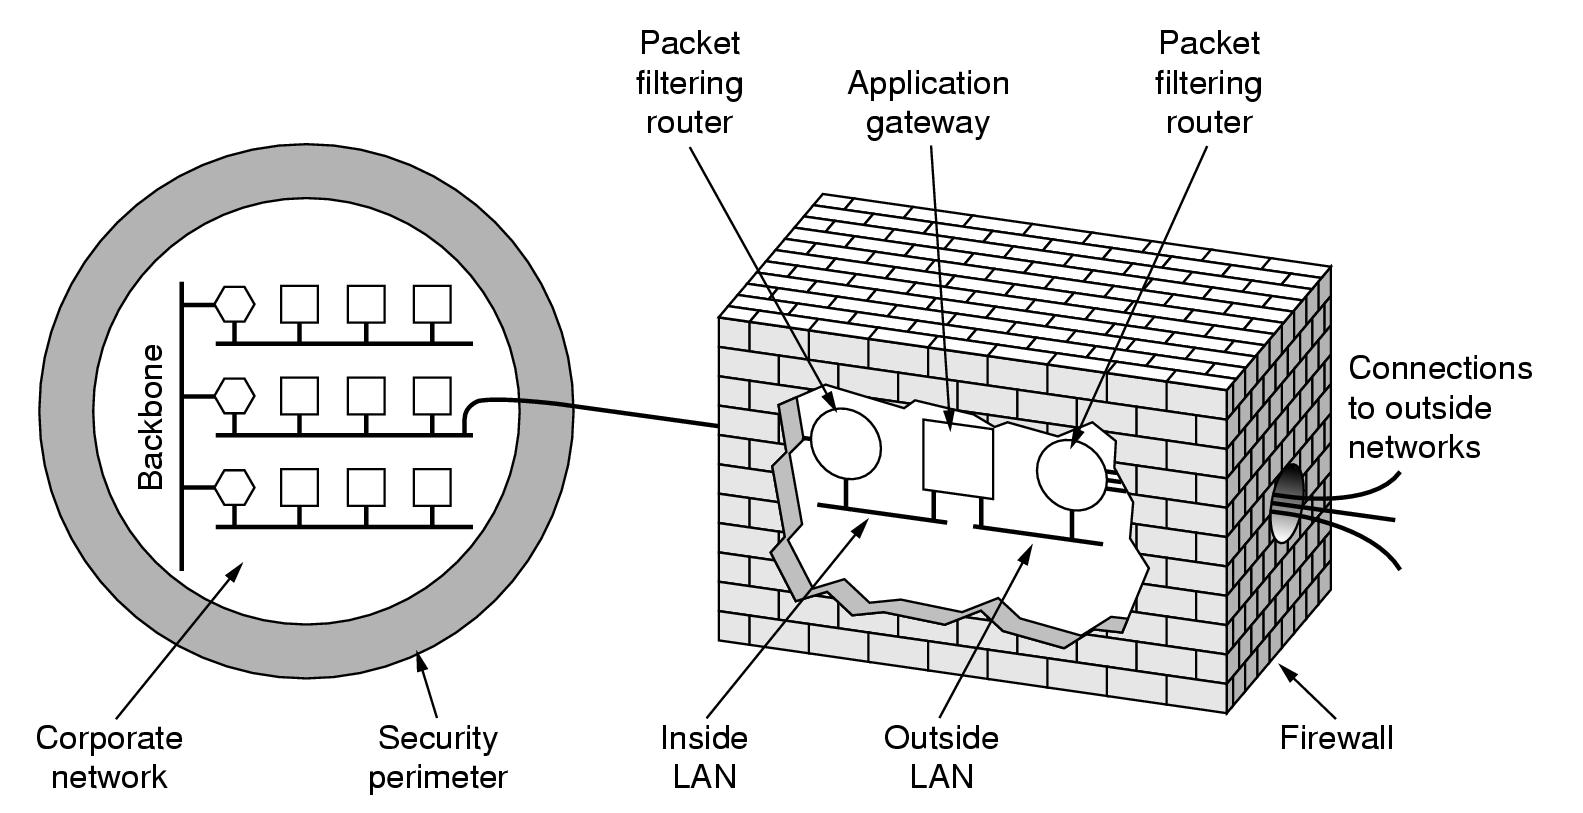 Packet
filtering
router
Application
gateway
Packet
filtering
router
Backbone
Connections
to outside
networks
Corporate
network
Security
perimeter
Inside
LAN
Outside
LAN
Firewall